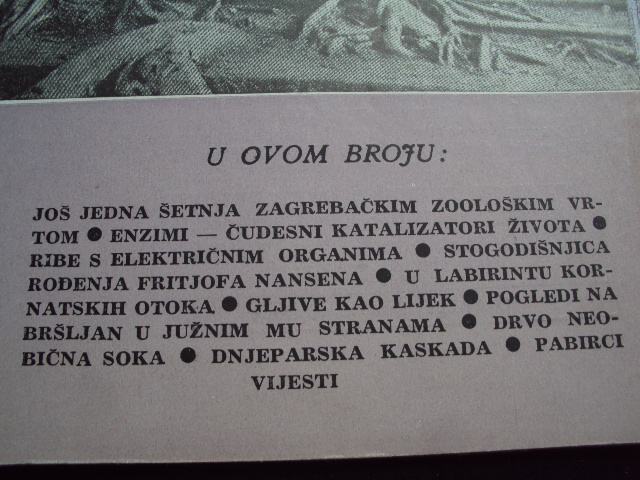 U OVOM BROJU:
JOŠ JEDNA ŠETNJA ZAGREBAČKIM ZOOLOŠKIM VR-
TOM ● ENZIMI — ČUDESNI KATALIZATORI ŽIVOTA ●
RIBE S ELEKTRIČNIM ORGANIMA ● STOGODIŠNJICA
ROĐENJA FRITJOFA NANSENA ● U LABIRINTU KOR-
NATSKIH OTOKA ● GLJIVE KAO LIJEK ● POGLEDI NA
BRŠLJAN U JUŽNIM MU STRANAMA ● DRVO NEO-
BIČNA SOKA ● DNJEPARSKA KASKADA ● PABIRCI
VIJESTI